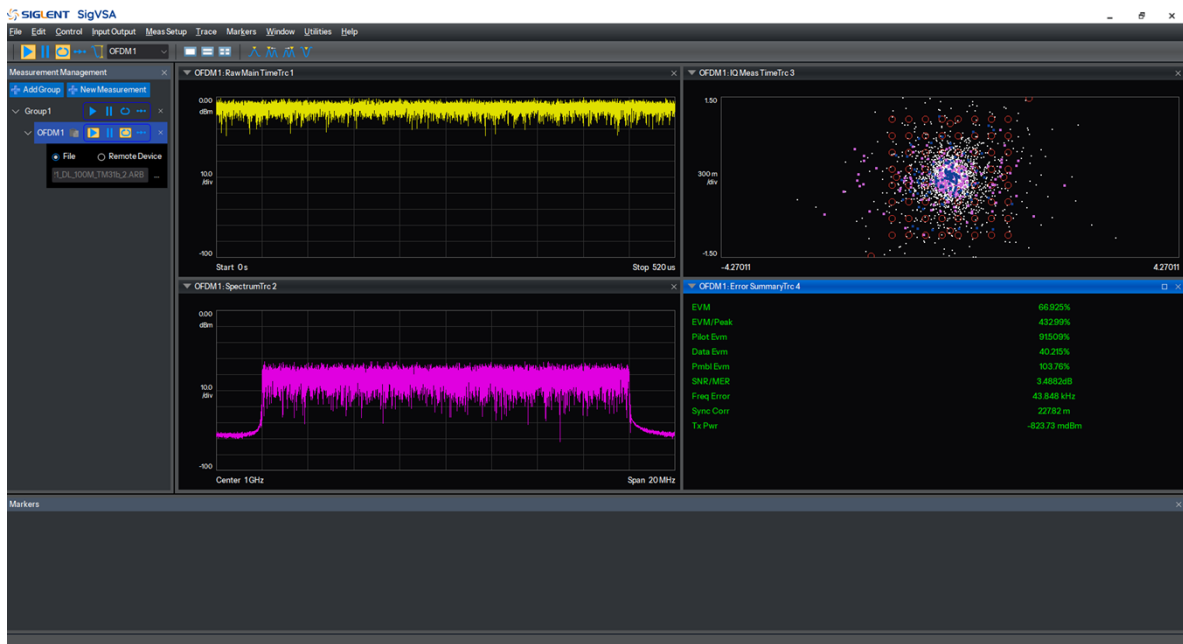 SIGLENT SigVSA
File Edit Control Input Output Meas Setup Trace Markers Window Utilities Help
OFDM 1
Measurement Management
Add Group New Measurement
Group1
OFDM1
File Remote Device
_DL_100M_TM31b_2.ARB ...
OFDM 1 : Raw Main TimeTrc 1
0.00
dBm
10.0
/div
-100
Start 0 s
Stop 520 us
OFDM 1 : IQ Meas TimeTrc 3
1.50
300 m
/div
-1.50
-4.27011
4.27011
OFDM 1 : SpectrumTrc 2
0.00
dBm
10.0
/div
-100
Center 1 GHz
Span 20 MHz
OFDM 1 : Error SummaryTrc 4
EVM 66.925%
EVM/Peak 432.99%
Pilot Evm 91.509%
Data Evm 40.215%
Pmbl Evm 103.76%
SNR/MER 3.4882dB
Freq Error 43.848 kHz
Sync Corr 22.782 m
Tx Pwr -823.73 mdBm
Markers